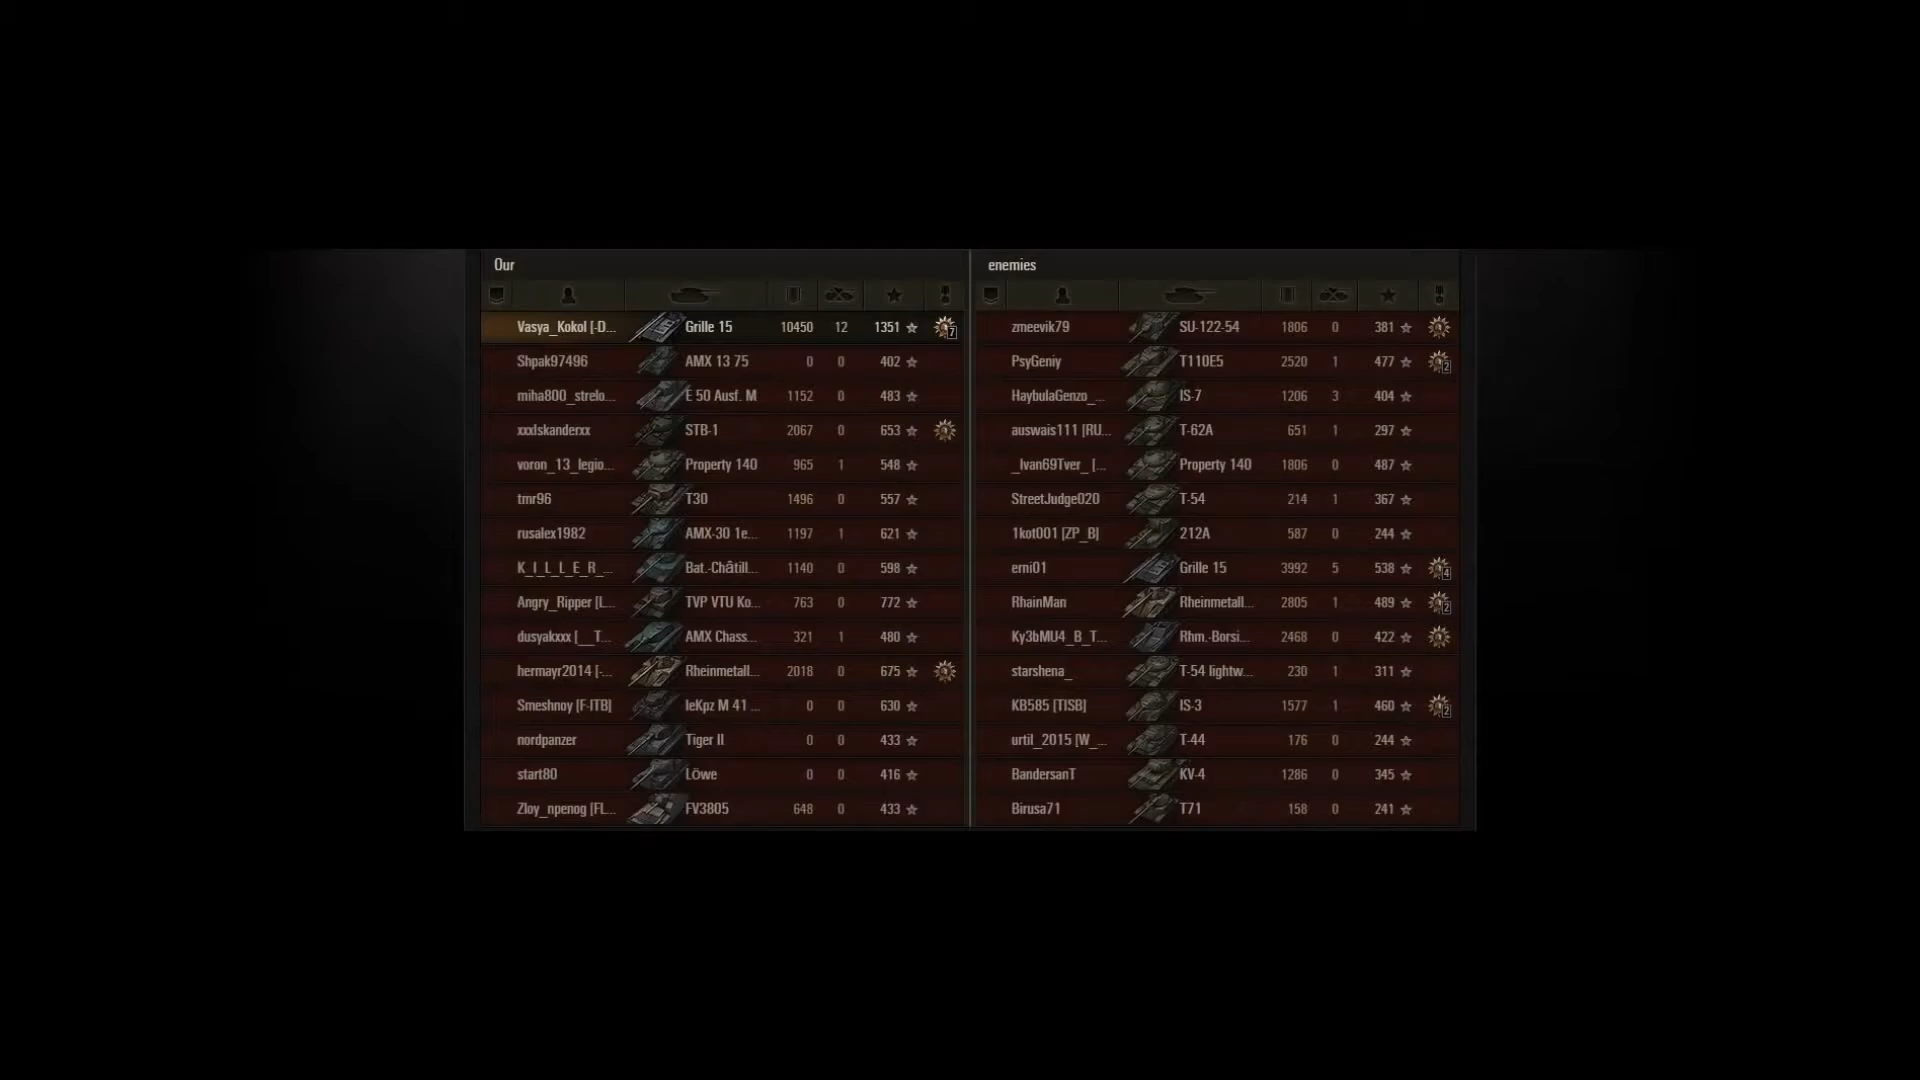 Our
Vasya_Kokol [-D... Grille 15 10450 12 1351 7
Shpak97496 AMX 13 75 0 0 402
miha800_strelo... E 50 Ausf. M 1152 0 483
xxxIskanderxx STB-1 2067 0 653
voron_13_legio... Property 140 965 1 548
tmr96 T30 1496 0 557
rusalex1982 AMX-30 1e... 1197 1 621
K_I_L_L_E_R_... Bat.-Châtill... 1140 0 598
Angry_Ripper [L... TVP VTU Ko... 763 0 772
dusyakxxx [__T... AMX Chass... 321 1 480
hermayr2014 [-... Rheinmetall... 2018 0 675
Smeshnoy [F-ITB] leKpz M 41 ... 0 0 630
nordpanzer Tiger II 0 0 433
start80 Löwe 0 0 416
Zloy_npenog [FL... FV3805 648 0 433
enemies
zmeevik79 SU-122-54 1806 0 381
PsyGeniy T110E5 2520 1 477 2
HaybulaGenzo_... IS-7 1206 3 404
auswais111 [RU... T-62A 651 1 297
_Ivan69Tver_ [... Property 140 1806 0 487
StreetJudge020 T-54 214 1 367
1kot001 [ZP_B] 212A 587 0 244
erni01 Grille 15 3992 5 538 4
RhainMan Rheinmetall... 2805 1 489 2
Ky3bMU4_B_T... Rhm.-Borsi... 2468 0 422
starshena_ T-54 lightw... 230 1 311
KB585 [TISB] IS-3 1577 1 460 2
urtil_2015 [W_... T-44 176 0 244
BandersanT KV-4 1286 0 345
Birusa71 T71 158 0 241